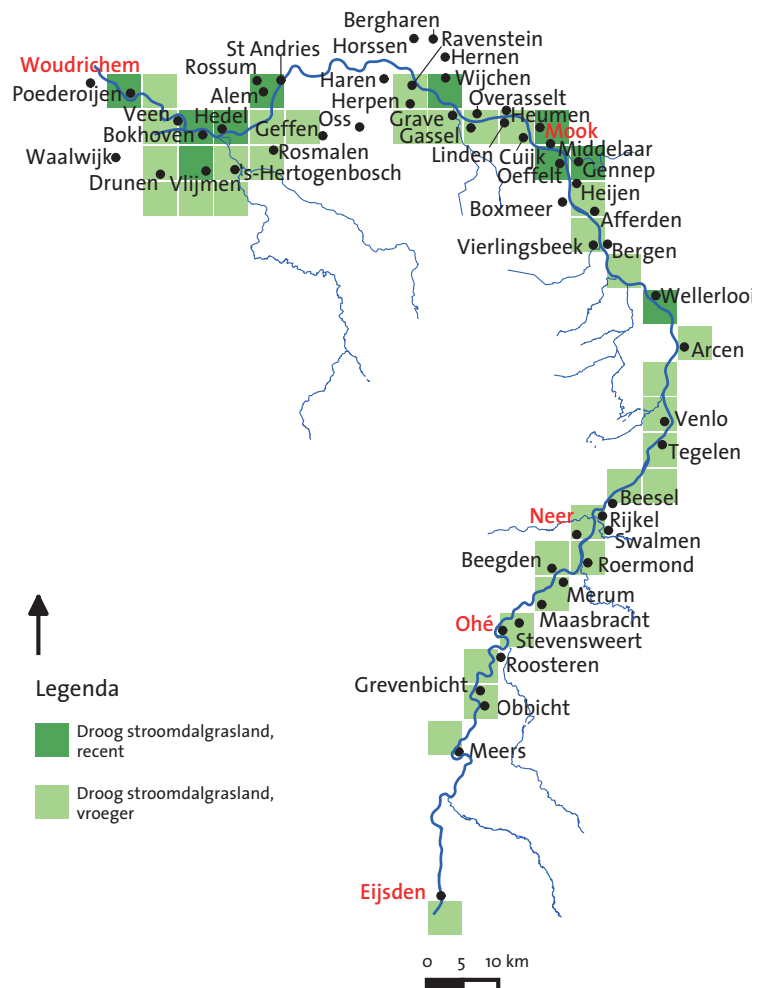 Bergharen
Ravenstein
Horssen
St Andries
Hernen
Woudrichem
Rossum
Haren
Wijchen
Poederoijen
Alem
Herpen
Overasselt
Veen
Hedel
Geffen
Oss
Grave
Heumen
Bokhoven
Gassel
Mook
Waalwijk
Rosmalen
Linden
Cuijk
Middelaar
Drunen
Vlijmen
's-Hertogenbosch
Oeffelt
Gennep
Heijen
Boxmeer
Afferden
Vierlingsbeek
Bergen
Wellerlooi
Arcen
Venlo
Tegelen
Beesel
Neer
Rijkel
Swalmen
Beegden
Roermond
Merum
Ohé
Maasbracht
Stevensweert
Roosteren
Grevenbicht
Obbicht
Meers
Eijsden
Legenda
Droog stroomdalgrasland,
recent
Droog stroomdalgrasland,
vroeger
0 5 10 km